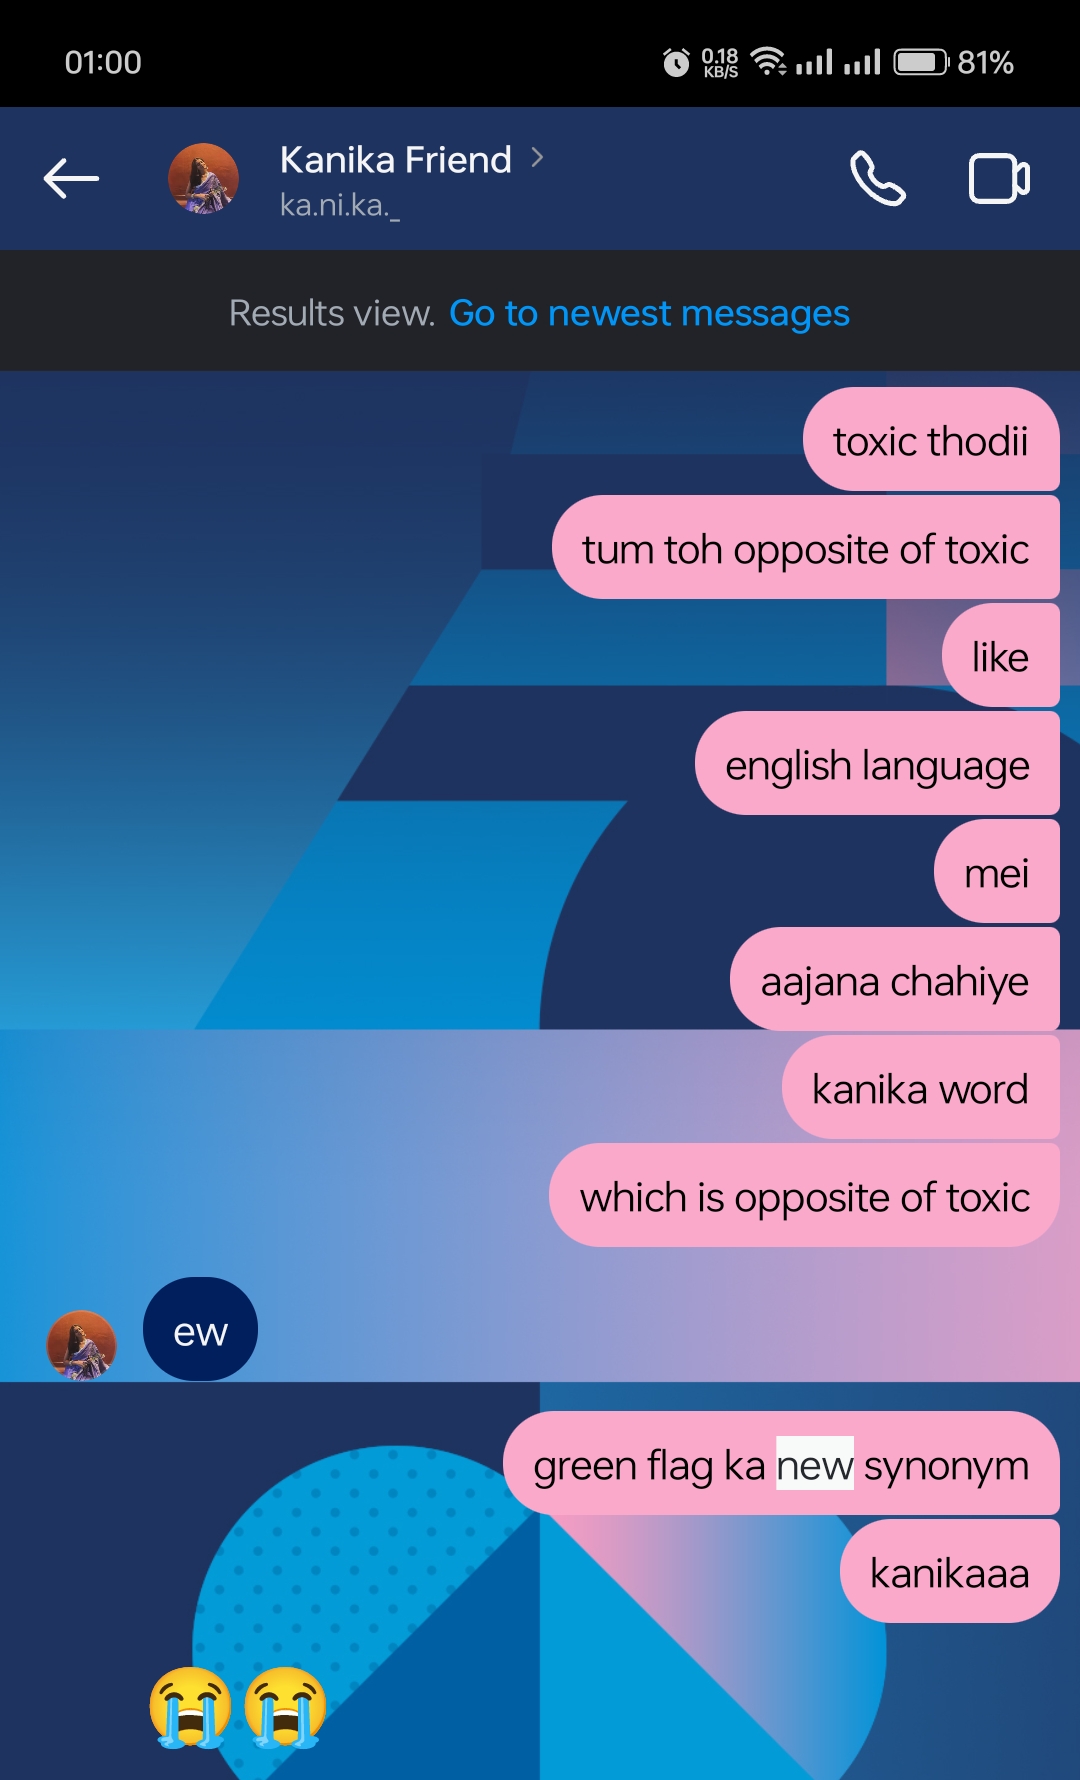 01:00 0.18 KB/S 81%
Kanika Friend
ka.ni.ka._
Results view. Go to newest messages
toxic thodii
tum toh opposite of toxic
like
english language
mei
aajana chahiye
kanika word
which is opposite of toxic
ew
green flag ka new synonym
kanikaaa
😭😭